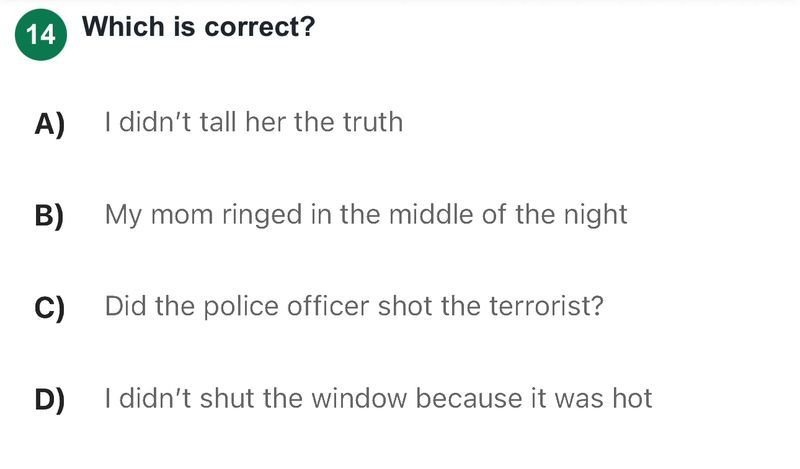 14 Which is correct?
A) I didn’t tall her the truth
B) My mom ringed in the middle of the night
C) Did the police officer shot the terrorist?
D) I didn’t shut the window because it was hot